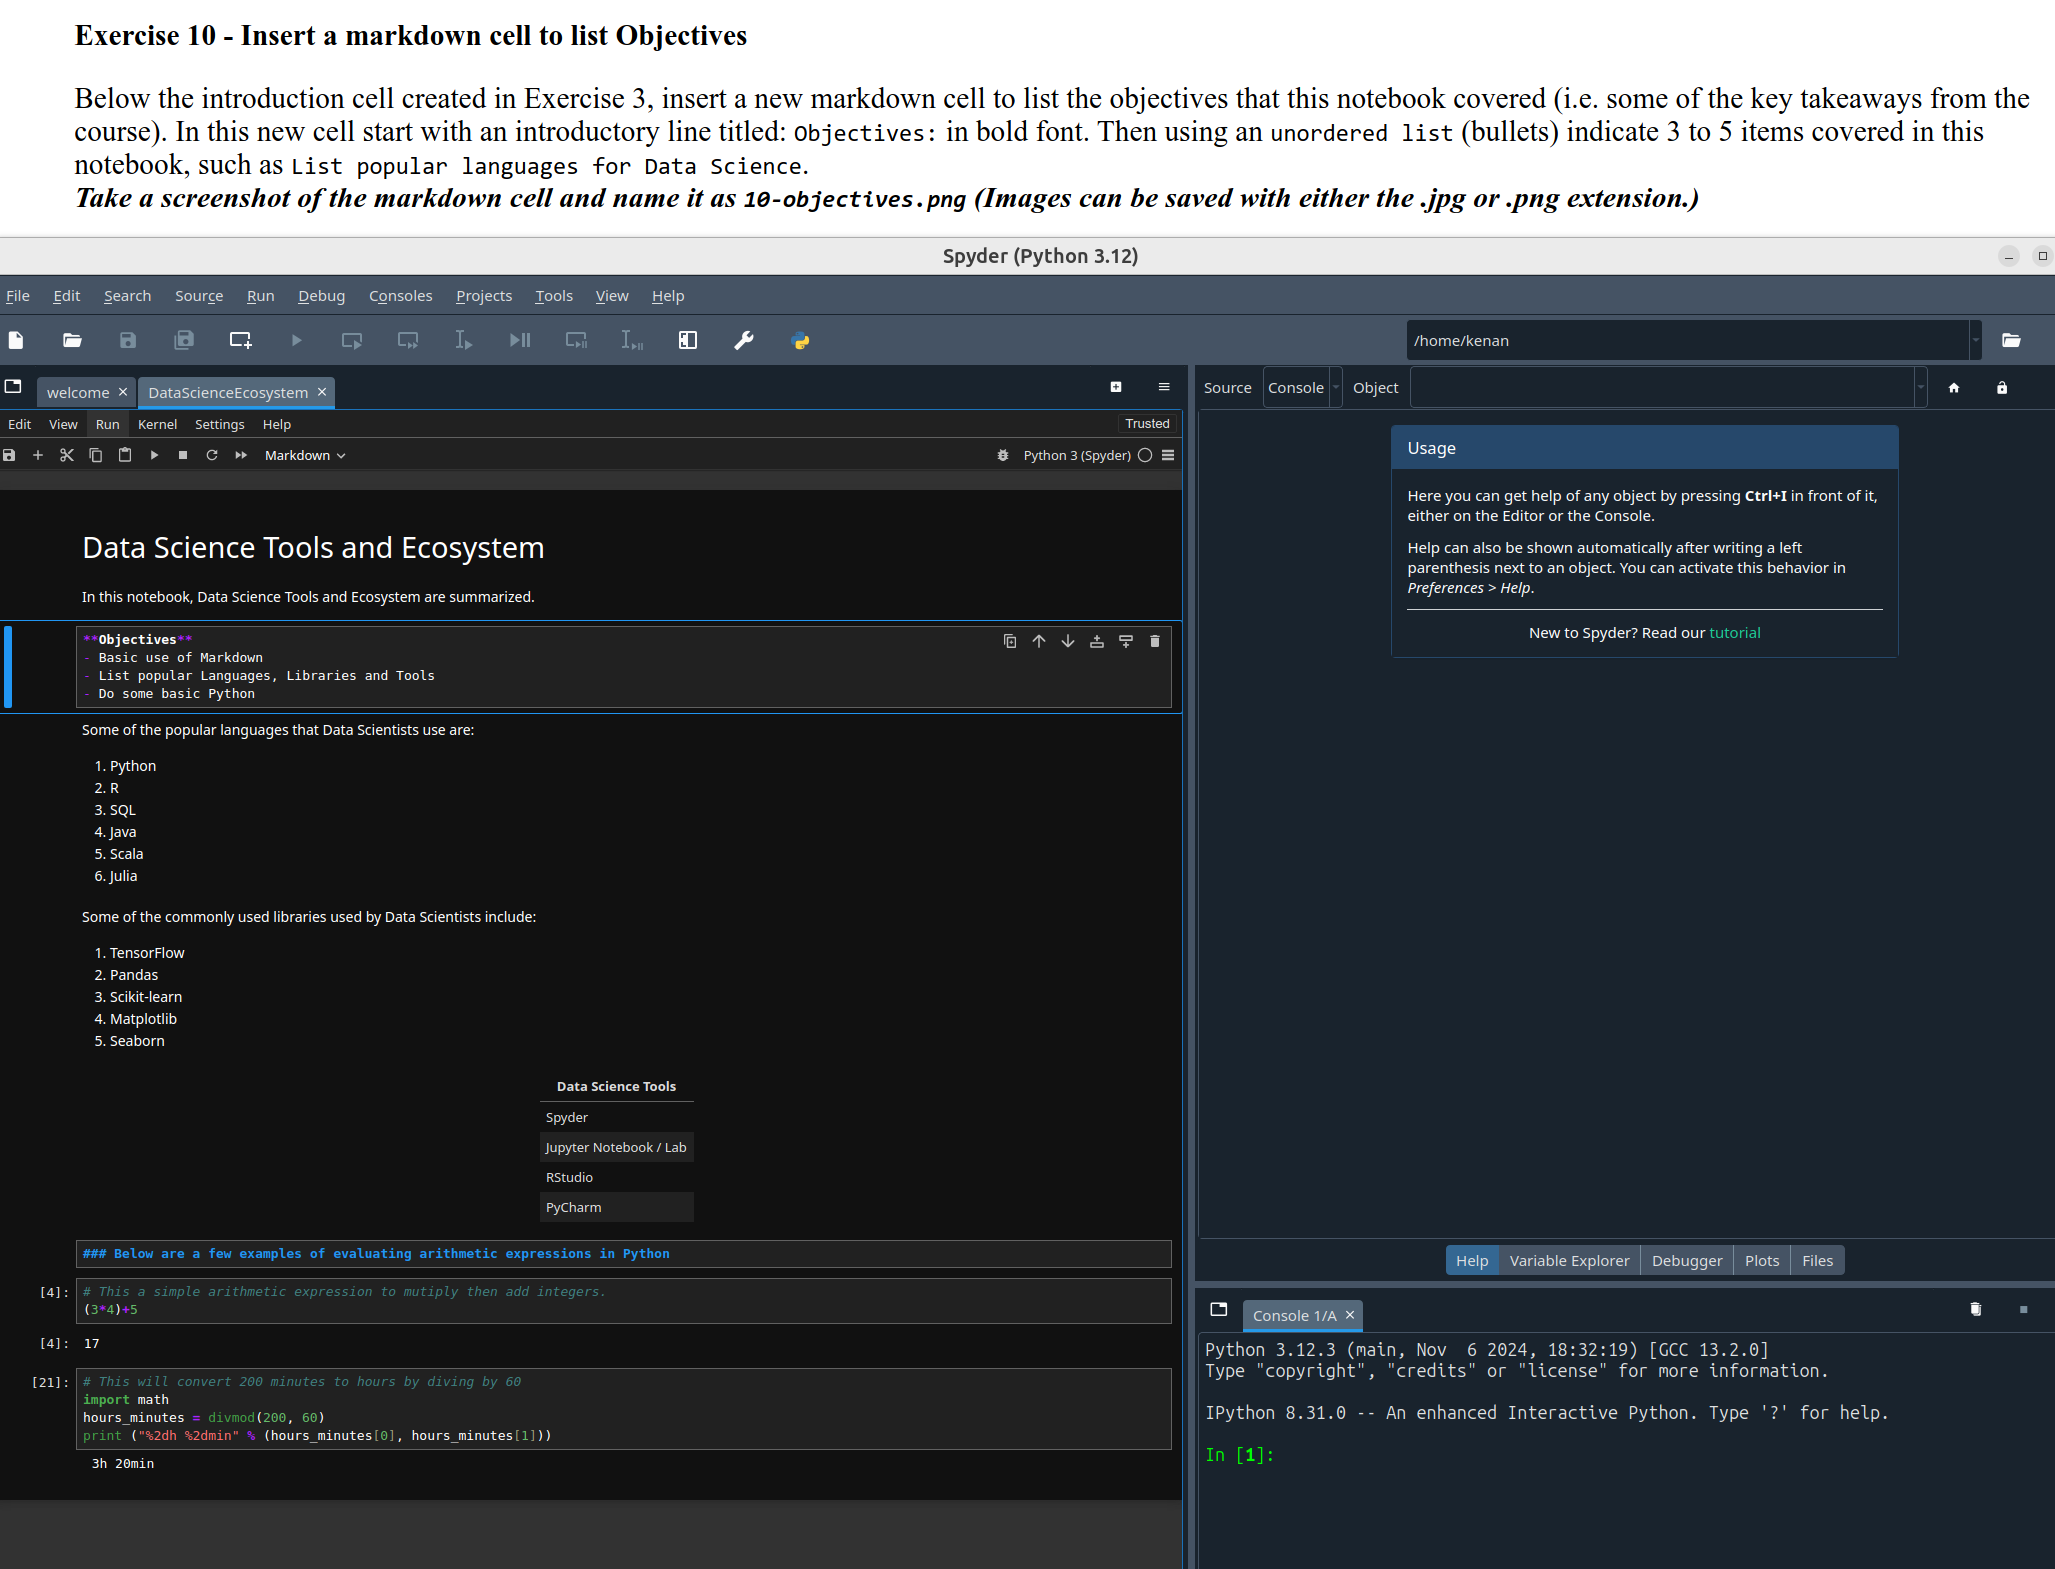 Exercise 10 - Insert a markdown cell to list Objectives
Below the introduction cell created in Exercise 3, insert a new markdown cell to list the objectives that this notebook covered (i.e. some of the key takeaways from the
course). In this new cell start with an introductory line titled: Objectives: in bold font. Then using an unordered list (bullets) indicate 3 to 5 items covered in this
notebook, such as List popular languages for Data Science.
Take a screenshot of the markdown cell and name it as 10-objectives.png (Images can be saved with either the .jpg or .png extension.)
Spyder (Python 3.12)
File Edit Search Source Run Debug Consoles Projects Tools View Help
/home/kenan
welcome DataScienceEcosystem
Edit View Run Kernel Settings Help Trusted
Markdown Python 3 (Spyder)
Data Science Tools and Ecosystem
In this notebook, Data Science Tools and Ecosystem are summarized.
**Objectives**
- Basic use of Markdown
- List popular Languages, Libraries and Tools
- Do some basic Python
Some of the popular languages that Data Scientists use are:
1. Python
2. R
3. SQL
4. Java
5. Scala
6. Julia
Some of the commonly used libraries used by Data Scientists include:
1. TensorFlow
2. Pandas
3. Scikit-learn
4. Matplotlib
5. Seaborn
Data Science Tools
Spyder
Jupyter Notebook / Lab
RStudio
PyCharm
### Below are a few examples of evaluating arithmetic expressions in Python
[4]: # This a simple arithmetic expression to mutiply then add integers.
(3*4)+5
[4]: 17
[21]: # This will convert 200 minutes to hours by diving by 60
import math
hours_minutes = divmod(200, 60)
print ("%2dh %2dmin" % (hours_minutes[0], hours_minutes[1]))
3h 20min
Source Console Object
Usage
Here you can get help of any object by pressing Ctrl+I in front of it,
either on the Editor or the Console.
Help can also be shown automatically after writing a left
parenthesis next to an object. You can activate this behavior in
Preferences > Help.
New to Spyder? Read our tutorial
Help Variable Explorer Debugger Plots Files
Console 1/A
Python 3.12.3 (main, Nov  6 2024, 18:32:19) [GCC 13.2.0]
Type "copyright", "credits" or "license" for more information.
IPython 8.31.0 -- An enhanced Interactive Python. Type '?' for help.
In [1]: